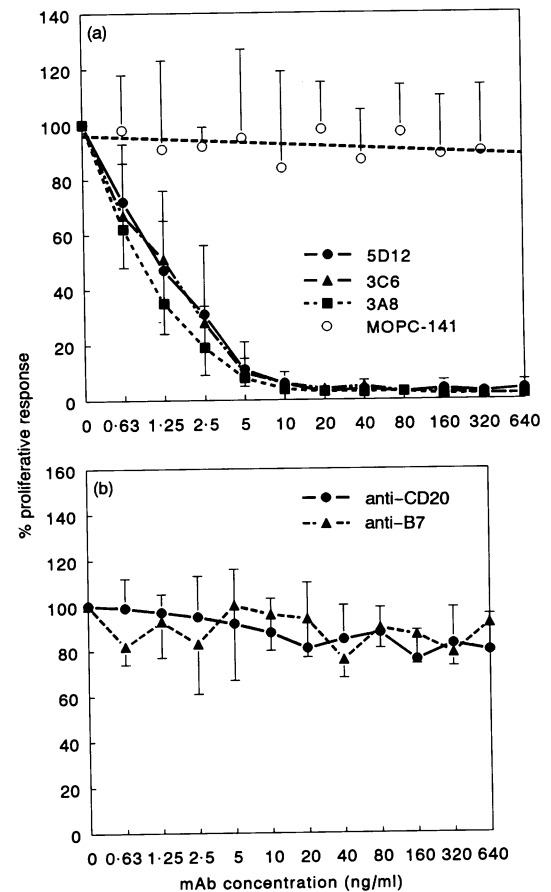 140
(a)
120
100
80
60
40
20
0
5D12
3C6
3A8
MOPC-141
0 0·63 1·25 2·5 5 10 20 40 80 160 320 640
% proliferative response
160
(b)
140
120
100
80
60
40
20
0
anti-CD20
anti-B7
0 0·63 1·25 2·5 5 10 20 40 80 160 320 640
mAb concentration (ng/ml)